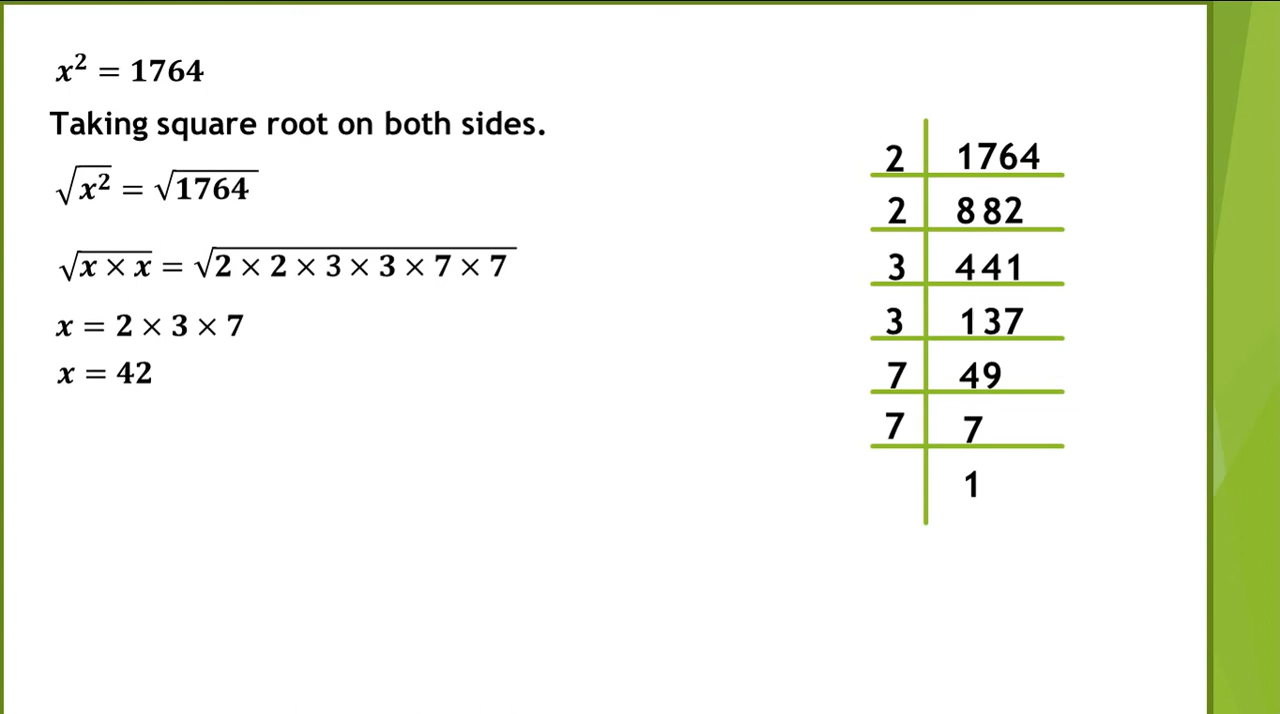 x² = 1764
Taking square root on both sides.
√x² = √1764
√x × x = √2 × 2 × 3 × 3 × 7 × 7
x = 2 × 3 × 7
x = 42
2 1764
2 882
3 441
3 137
7 49
7 7
1